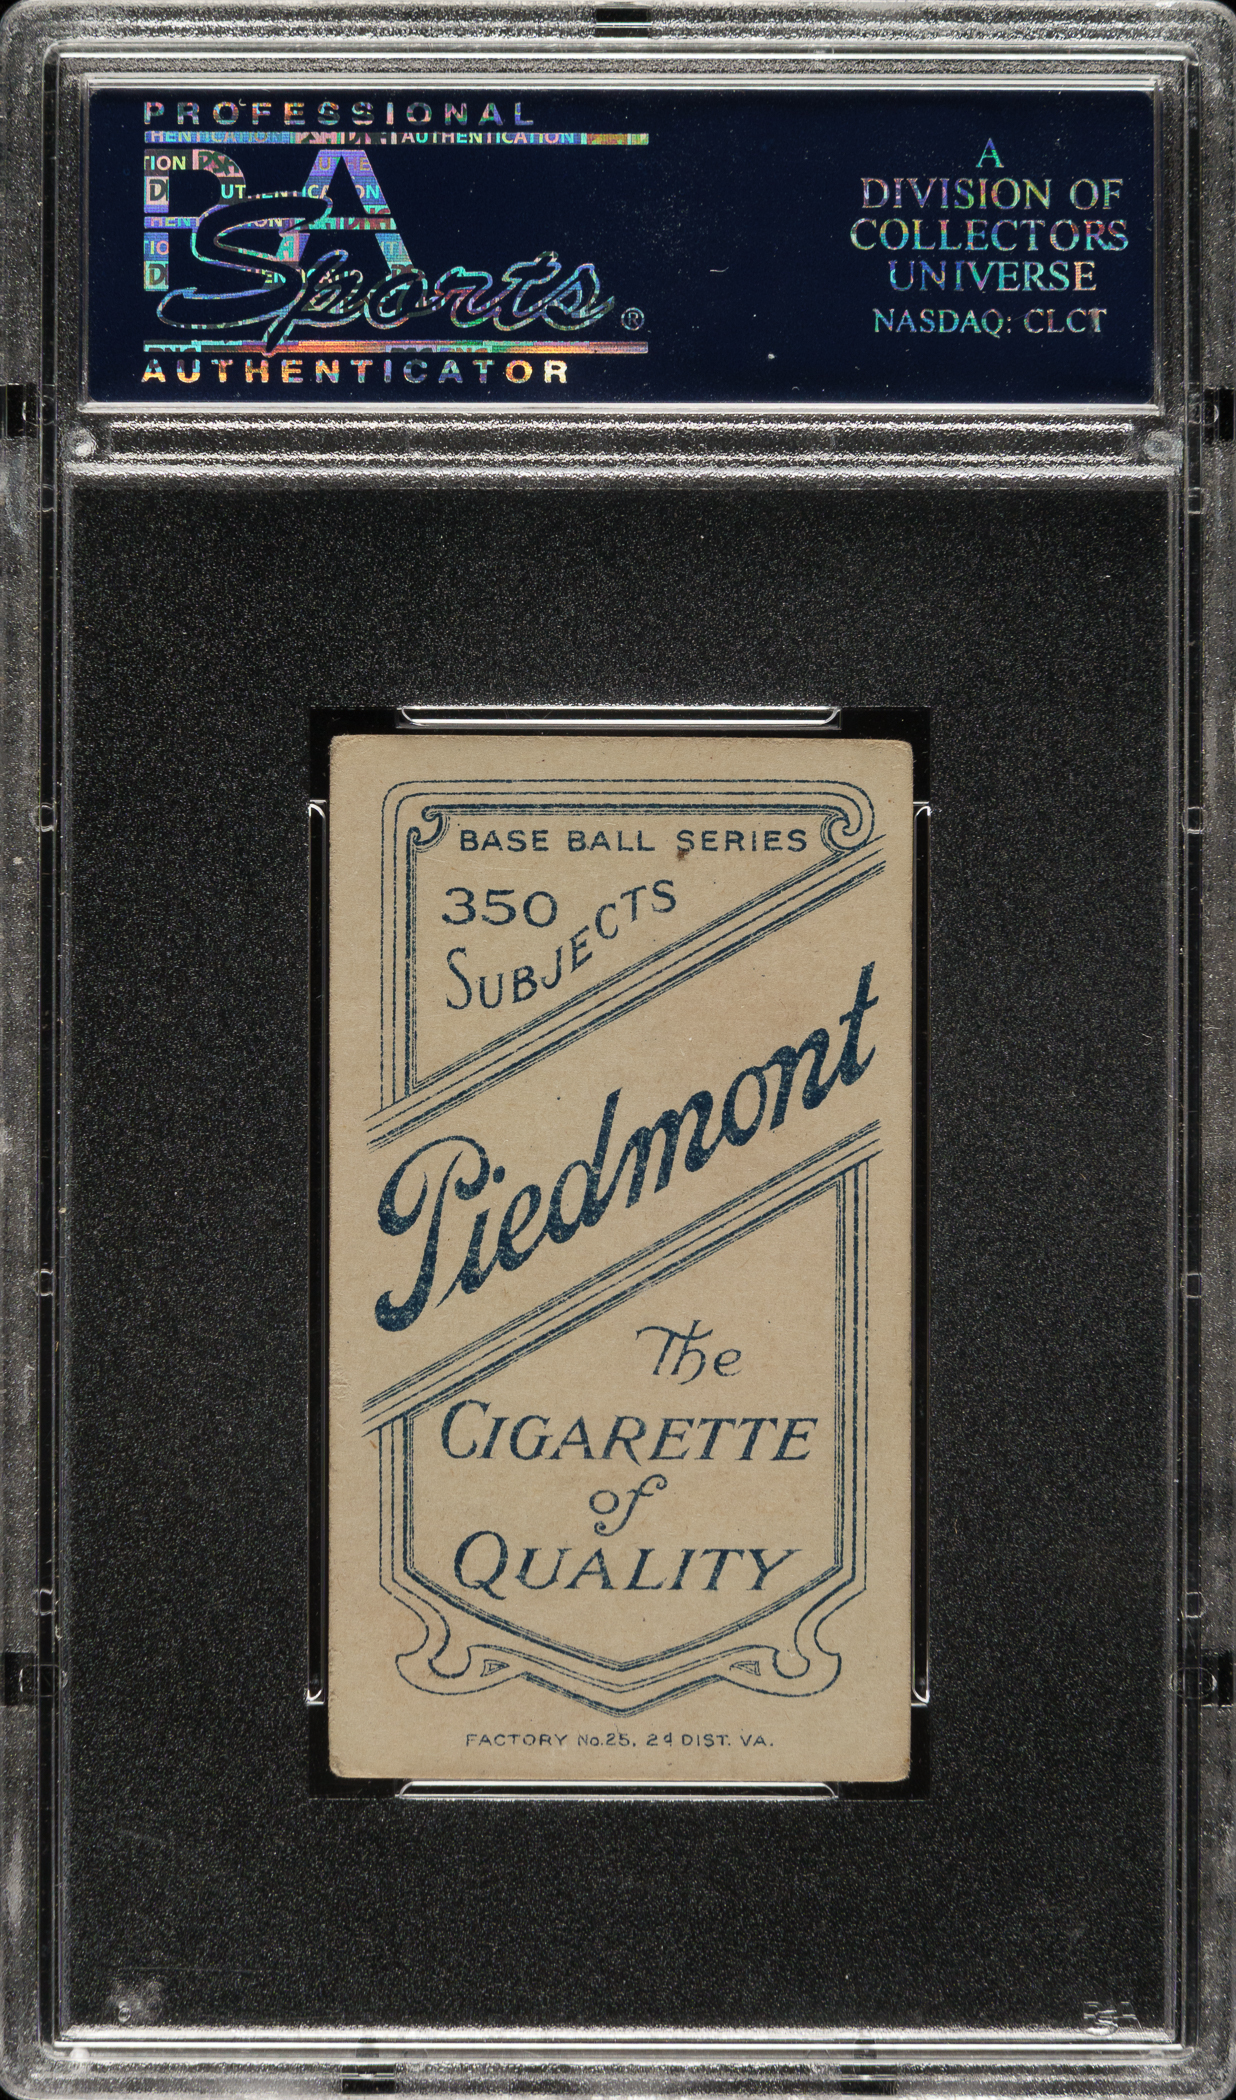 PROFESSIONAL
PSA
Sports®
AUTHENTICATOR
A
DIVISION OF
COLLECTORS
UNIVERSE
NASDAQ: CLCT
BASE BALL SERIES
350
SUBJECTS
Piedmont
The
CIGARETTE
of
QUALITY
FACTORY No.25, 2d DIST. VA.